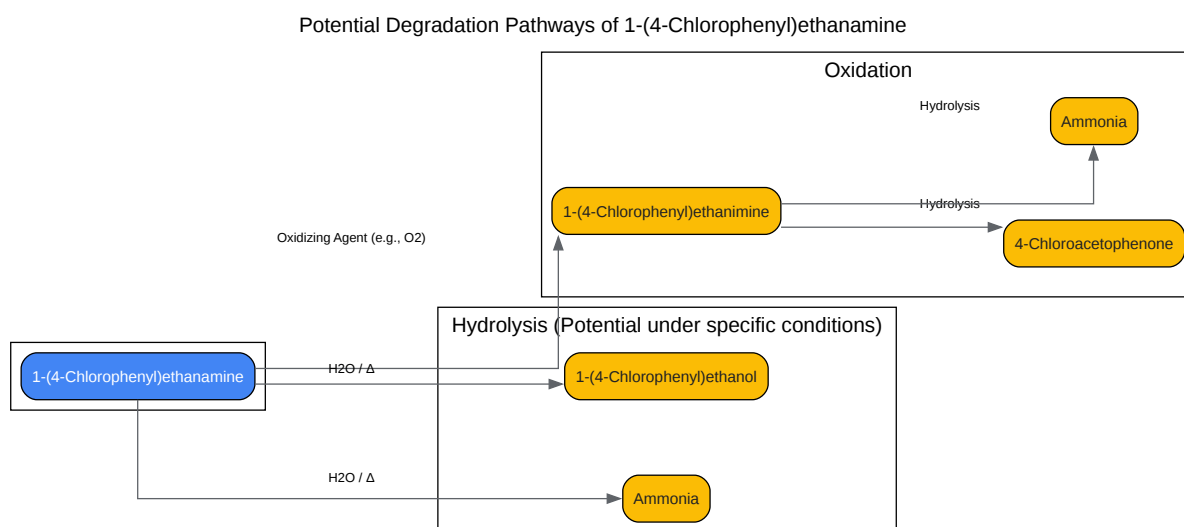 Potential Degradation Pathways of 1-(4-Chlorophenyl)ethanamine
Oxidation
Hydrolysis
Ammonia
1-(4-Chlorophenyl)ethanimine
Hydrolysis
4-Chloroacetophenone
Oxidizing Agent (e.g., O2)
Hydrolysis (Potential under specific conditions)
1-(4-Chlorophenyl)ethanamine
H2O / Δ
1-(4-Chlorophenyl)ethanol
H2O / Δ
Ammonia